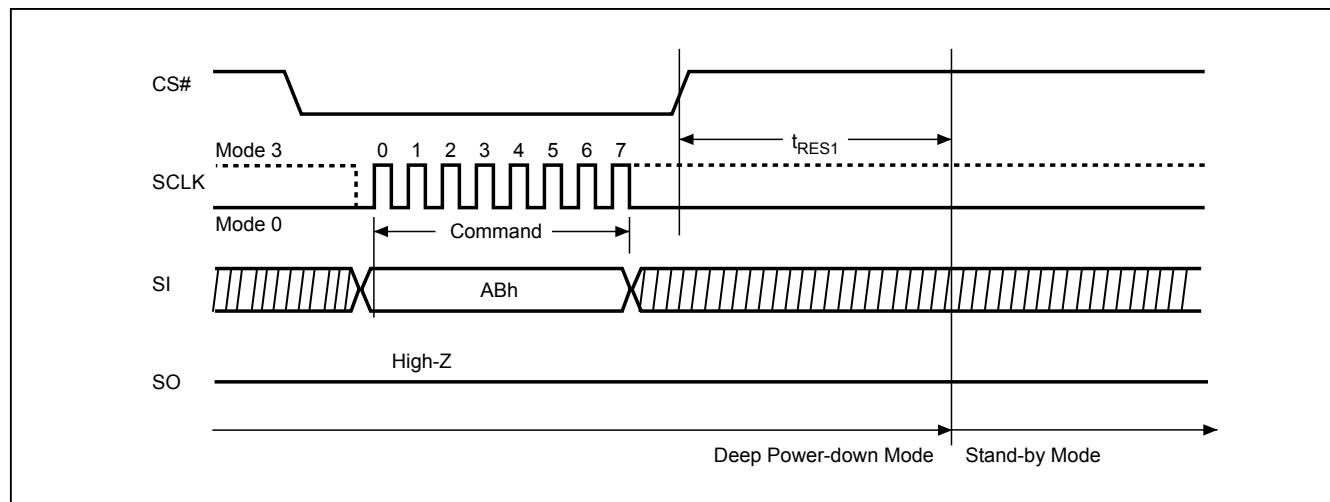 CS#
tRES1
Mode 3
0 1 2 3 4 5 6 7
SCLK
Mode 0
Command
SI
ABh
High-Z
SO
Deep Power-down Mode
Stand-by Mode